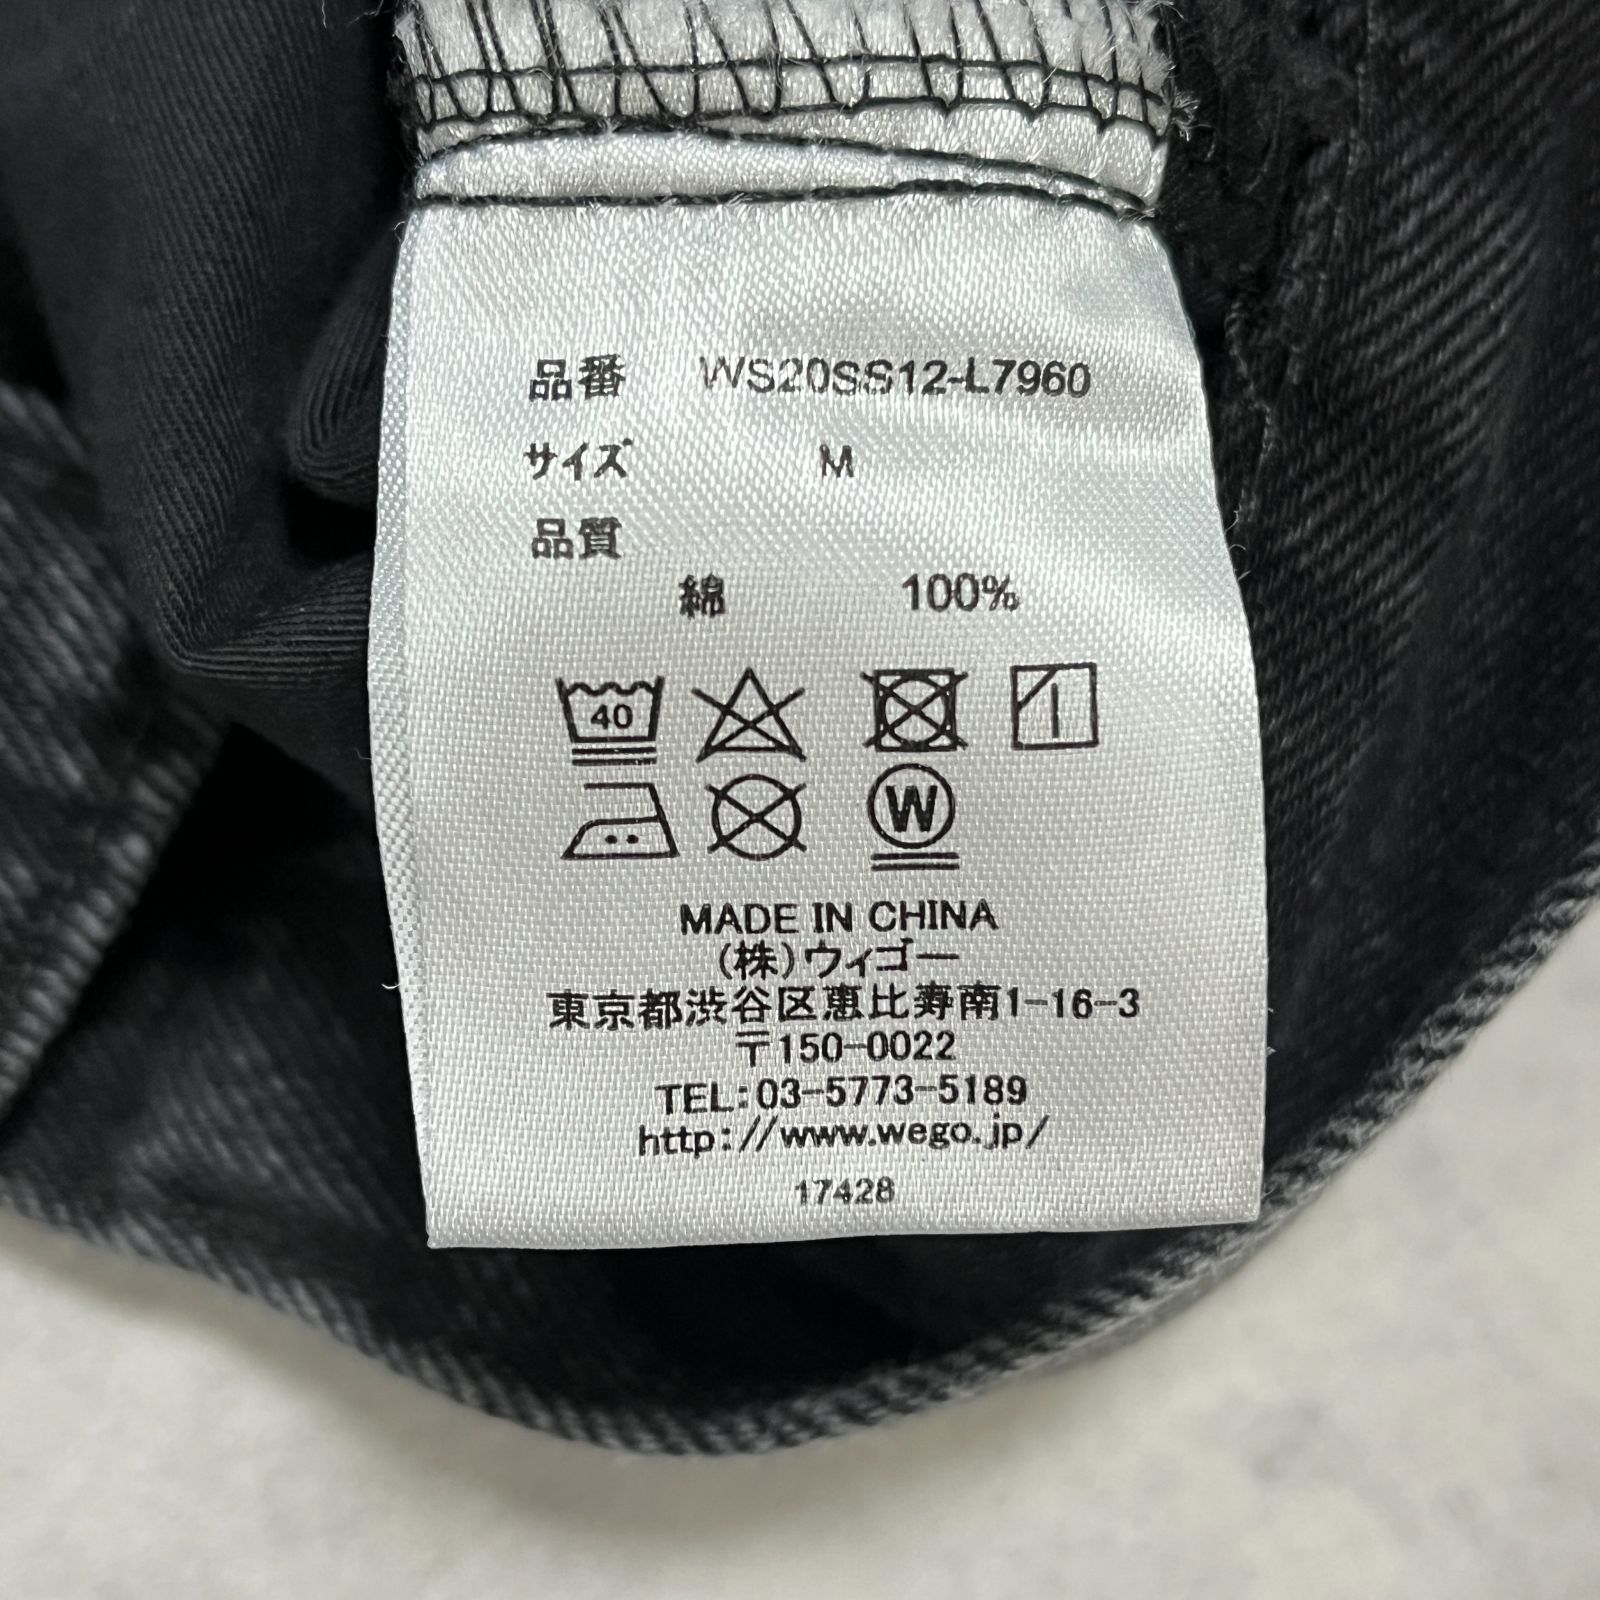 品番 WS20SS12-L7960
サイズ M
品質
綿 100%
40
W
MADE IN CHINA
(株)ウィゴー
東京都渋谷区恵比寿南1-16-3
〒150-0022
TEL:03-5773-5189
http://www.wego.jp/
17428